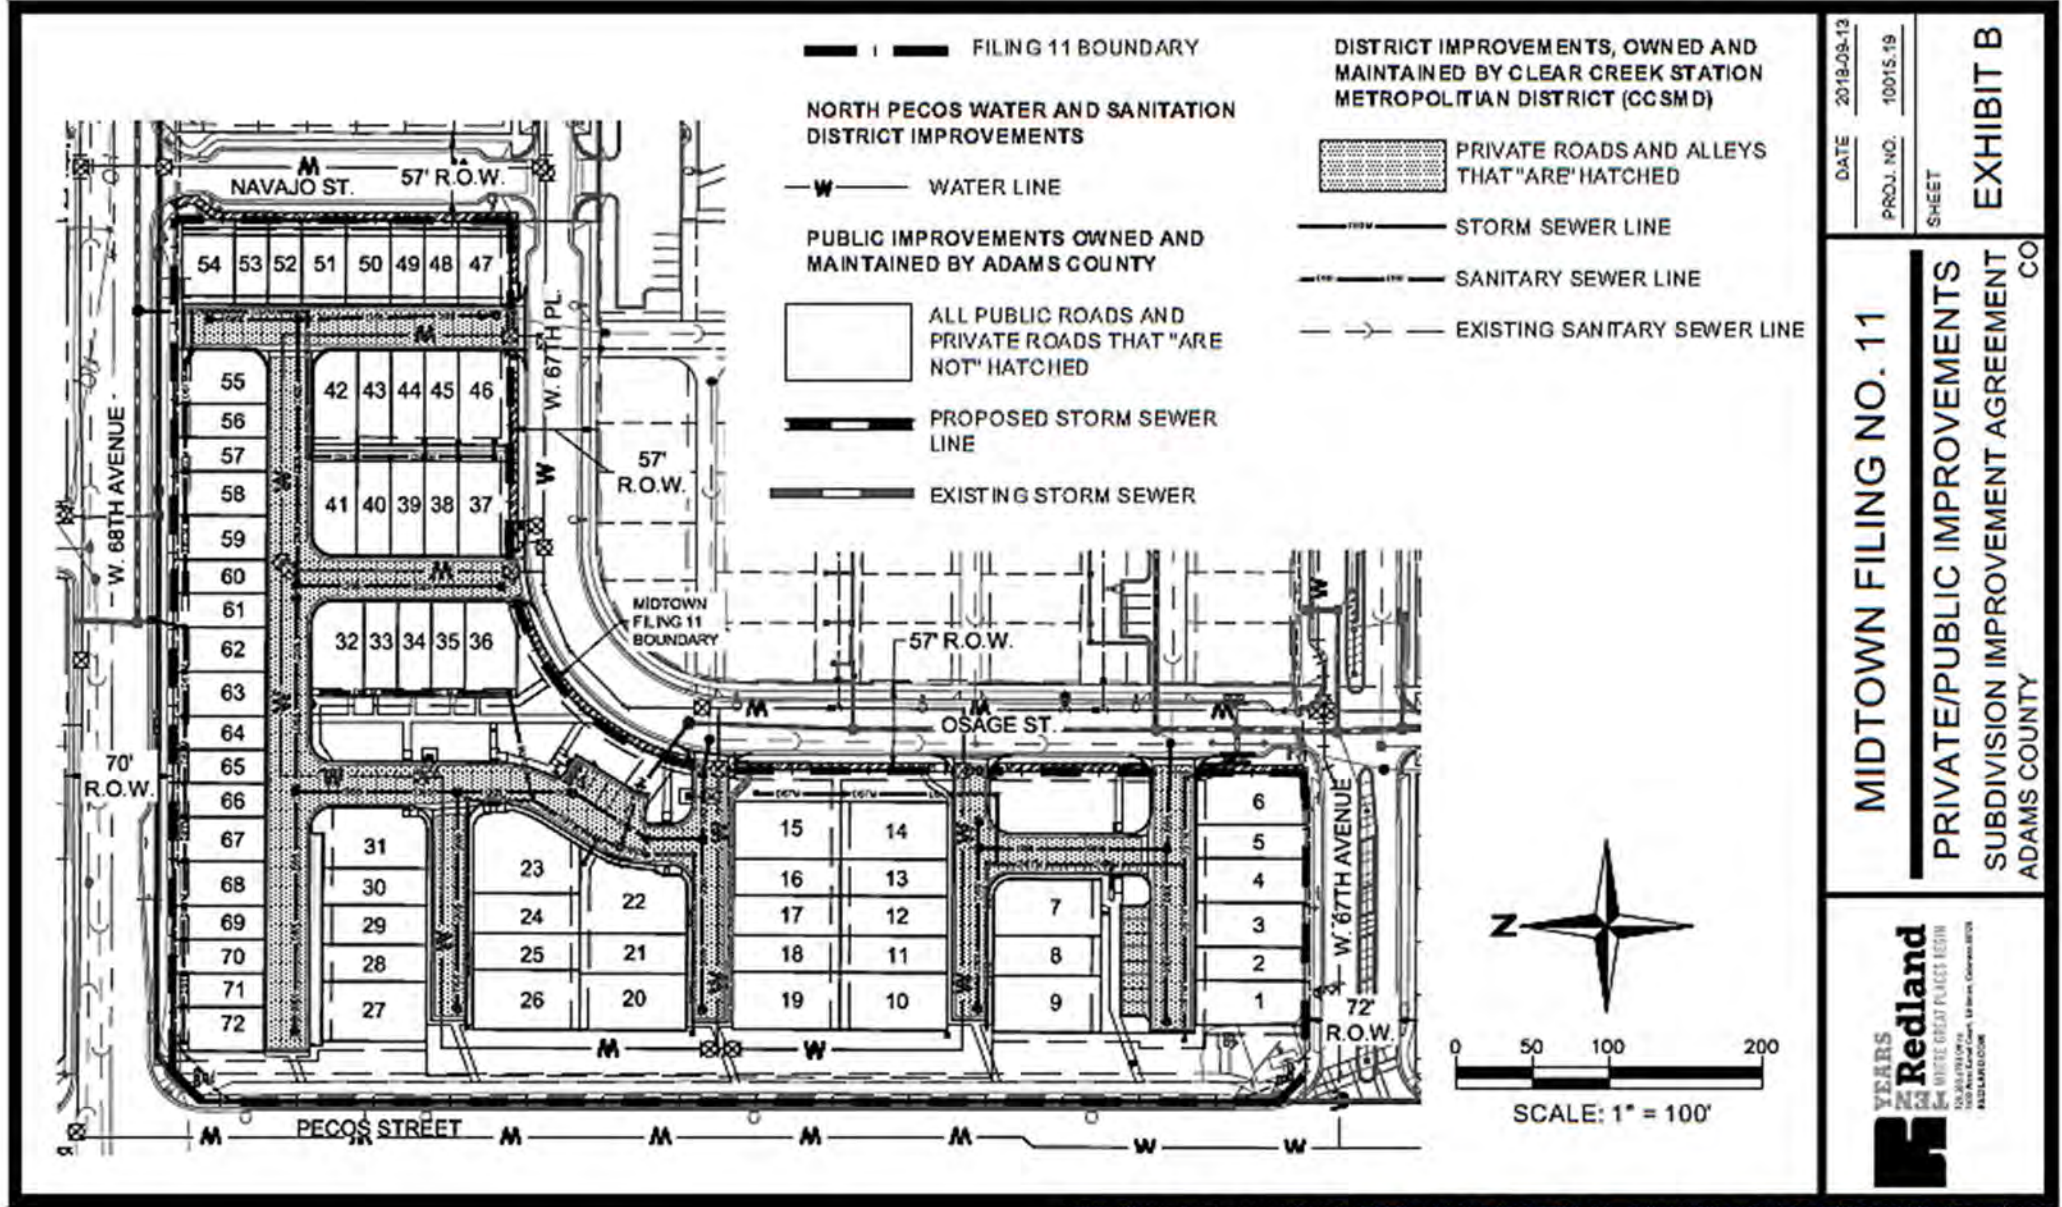 FILING 11 BOUNDARY
NORTH PECOS WATER AND SANITATION
DISTRICT IMPROVEMENTS
W
WATER LINE
PUBLIC IMPROVEMENTS OWNED AND
MAINTAINED BY ADAMS COUNTY
ALL PUBLIC ROADS AND
PRIVATE ROADS THAT "ARE
NOT" HATCHED
PROPOSED STORM SEWER
LINE
EXISTING STORM SEWER
DISTRICT IMPROVEMENTS, OWNED AND
MAINTAINED BY CLEAR CREEK STATION
METROPOLITIAN DISTRICT (CCSMD)
PRIVATE ROADS AND ALLEYS
THAT "ARE" HATCHED
STORM SEWER LINE
SANITARY SEWER LINE
EXISTING SANITARY SEWER LINE
NAVAJO ST.
57' R.O.W.
54 53 52 51 50 49 48 47
W. 68TH AVENUE
W. 67TH PL.
55
42 43 44 45 46
56
57
58
41 40 39 38 37
59
57'
R.O.W.
60
61
62
32 33 34 35 36
63
64
65
66
MIDTOWN
FILING 11
BOUNDARY
57' R.O.W.
OSAGE ST.
70'
R.O.W.
67
68
69
70
71
72
31
30
29
28
27
23
24
25
26
22
21
20
15
16
17
18
19
14
13
12
11
10
7
8
9
6
5
4
3
2
1
W. 67TH AVENUE
72'
R.O.W.
PECOS STREET
W W
N
0 50 100 200
SCALE: 1" = 100'
DATE 2018-09-13
PROJ. NO. 10015.19
SHEET
EXHIBIT B
MIDTOWN FILING NO. 11
PRIVATE/PUBLIC IMPROVEMENTS
SUBDIVISION IMPROVEMENT AGREEMENT
ADAMS COUNTY CO
YEARS
Redland
WHERE GREAT PLACES BEGIN
REDLAND.COM